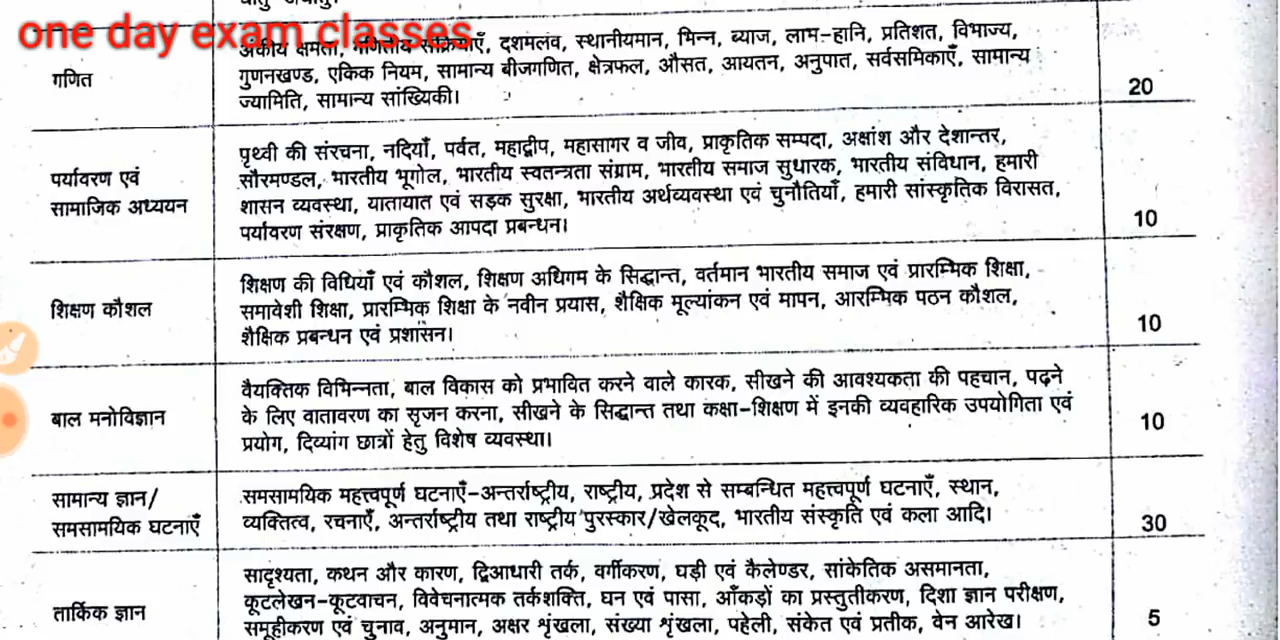 one day exam classes
दशमलव, स्थानीयमान, भिन्न, ब्याज, लाभ-हानि, प्रतिशत, विभाज्य,
गणित
गुणनखण्ड, एकिक नियम, सामान्य बीजगणित, क्षेत्रफल, औसत, आयतन, अनुपात, सर्वसमिकाएँ, सामान्य
ज्यामिति, सामान्य सांख्यिकी।
20
पर्यावरण एवं
सामाजिक अध्ययन
पृथ्वी की संरचना, नदियाँ, पर्वत, महाद्वीप, महासागर व जीव, प्राकृतिक सम्पदा, अक्षांश और देशान्तर,
सौरमण्डल, भारतीय भूगोल, भारतीय स्वतन्त्रता संग्राम, भारतीय समाज सुधारक, भारतीय संविधान, हमारी
शासन व्यवस्था, यातायात एवं सड़क सुरक्षा, भारतीय अर्थव्यवस्था एवं चुनौतियाँ, हमारी सांस्कृतिक विरासत,
पर्यावरण संरक्षण, प्राकृतिक आपदा प्रबन्धन।
10
शिक्षण कौशल
शिक्षण की विधियाँ एवं कौशल, शिक्षण अधिगम के सिद्धान्त, वर्तमान भारतीय समाज एवं प्रारम्भिक शिक्षा,
समावेशी शिक्षा, प्रारम्भिक शिक्षा के नवीन प्रयास, शैक्षिक मूल्यांकन एवं मापन, आरम्भिक पठन कौशल,
शैक्षिक प्रबन्धन एवं प्रशासन।
10
बाल मनोविज्ञान
वैयक्तिक विभिन्नता, बाल विकास को प्रभावित करने वाले कारक, सीखने की आवश्यकता की पहचान, पढ़ने
के लिए वातावरण का सृजन करना, सीखने के सिद्धान्त तथा कक्षा-शिक्षण में इनकी व्यवहारिक उपयोगिता एवं
प्रयोग, दिव्यांग छात्रों हेतु विशेष व्यवस्था।
10
सामान्य ज्ञान/
समसामयिक घटनाएँ
समसामयिक महत्त्वपूर्ण घटनाएँ-अन्तर्राष्ट्रीय, राष्ट्रीय, प्रदेश से सम्बन्धित महत्त्वपूर्ण घटनाएँ, स्थान,
व्यक्तित्व, रचनाएँ, अन्तर्राष्ट्रीय तथा राष्ट्रीय पुरस्कार/खेलकूद, भारतीय संस्कृति एवं कला आदि।
30
तार्किक ज्ञान
सादृश्यता, कथन और कारण, द्विआधारी तर्क, वर्गीकरण, घड़ी एवं कैलेण्डर, सांकेतिक असमानता,
कूटलेखन-कूटवाचन, विवेचनात्मक तर्कशक्ति, घन एवं पासा, आँकड़ों का प्रस्तुतीकरण, दिशा ज्ञान परीक्षण,
समूहीकरण एवं चुनाव, अनुमान, अक्षर शृंखला, संख्या शृंखला, पहेली, संकेत एवं प्रतीक, वेन आरेख।
5